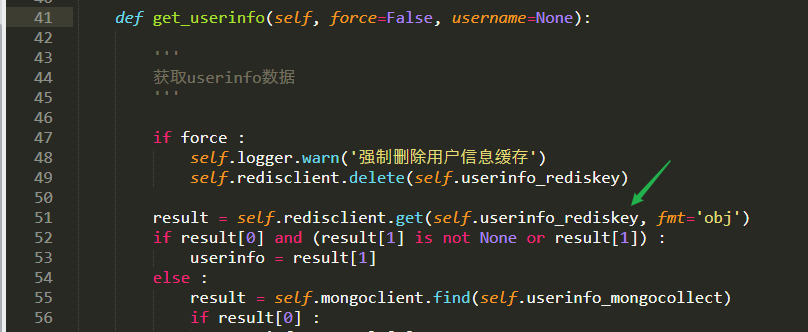 41 def get_userinfo(self, force=False, username=None):
42
43 '''
44 获取userinfo数据
45 '''
46
47 if force :
48 self.logger.warn('强制删除用户信息缓存')
49 self.redisclient.delete(self.userinfo_rediskey)
50
51 result = self.redisclient.get(self.userinfo_rediskey, fmt='obj')
52 if result[0] and (result[1] is not None or result[1]) :
53 userinfo = result[1]
54 else :
55 result = self.mongoclient.find(self.userinfo_mongocollect)
56 if result[0] :